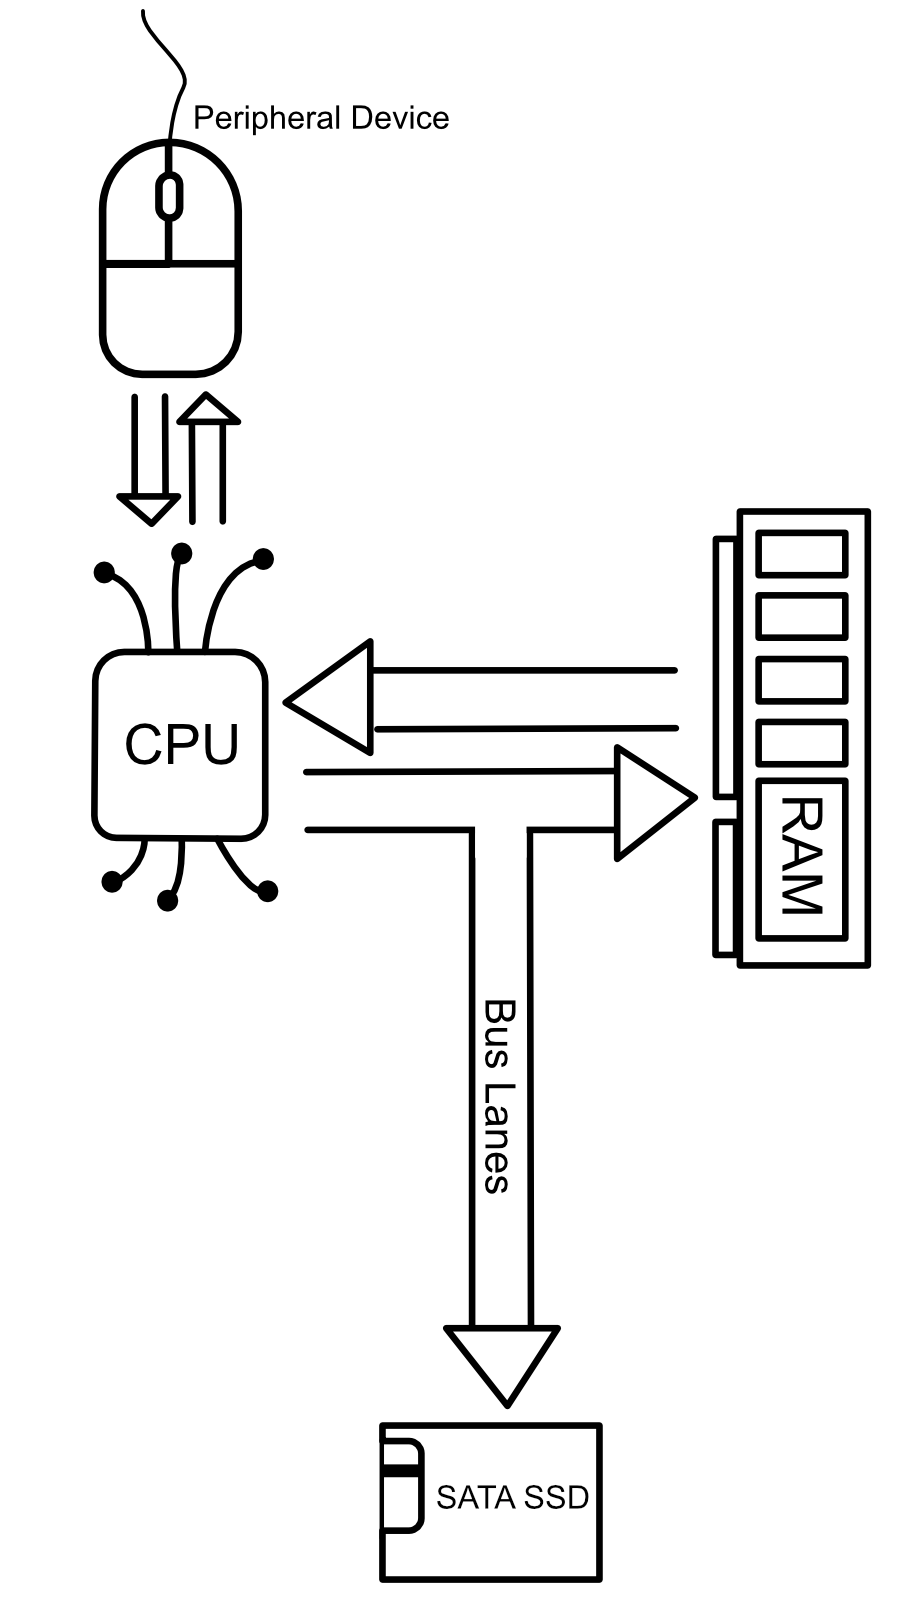 Peripheral Device
CPU
RAM
Bus Lanes
SATA SSD